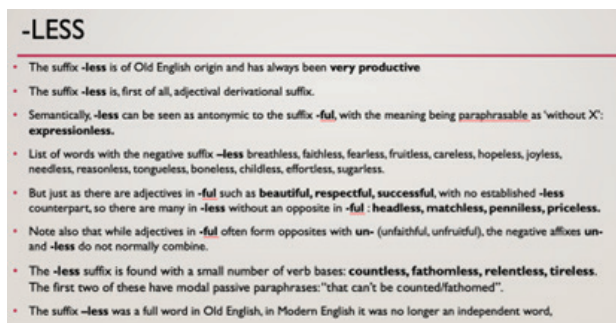 -LESS
• The suffix -less is of Old English origin and has always been very productive
• The suffix -less is, first of all, adjectival derivational suffix.
• Semantically, -less can be seen as antonymic to the suffix -ful, with the meaning being paraphrasable as 'without X':
expressionless.
• List of words with the negative suffix –less breathless, faithless, fearless, fruitless, careless, hopeless, joyless,
needless, reasonless, tongueless, boneless, childless, effortless, sugarless.
• But just as there are adjectives in -ful such as beautiful, respectful, successful, with no established -less
counterpart, so there are many in -less without an opposite in -ful : headless, matchless, penniless, priceless.
• Note also that while adjectives in -ful often form opposites with un- (unfaithful, unfruitful), the negative affixes un-
and -less do not normally combine.
• The -less suffix is found with a small number of verb bases: countless, fathomless, relentless, tireless.
The first two of these have modal passive paraphrases: "that can't be counted/fathomed".
• The suffix –less was a full word in Old English, in Modern English it was no longer an independent word,